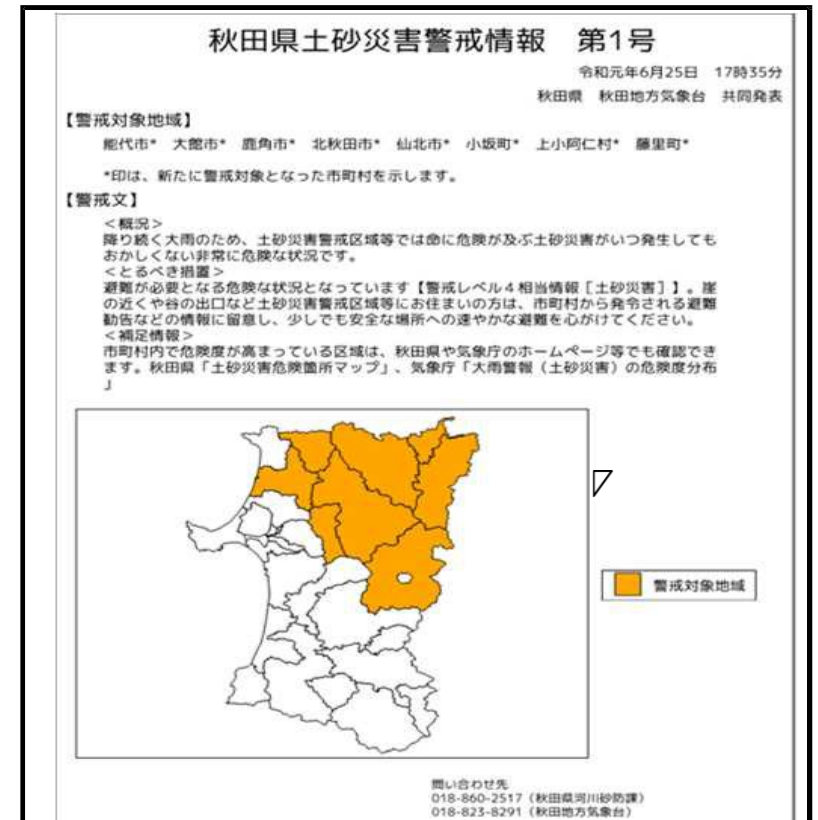 秋田県土砂災害警戒情報　第1号
令和元年6月25日　17時35分
秋田県　秋田地方気象台　共同発表
【警戒対象地域】
能代市*　大館市*　鹿角市*　北秋田市*　仙北市*　小坂町*　上小阿仁村*　藤里町*
*印は、新たに警戒対象となった市町村を示します。
【警戒文】
＜概況＞
降り続く大雨のため、土砂災害警戒区域等では命に危険が及ぶ土砂災害がいつ発生しても
おかしくない非常に危険な状況です。
＜とるべき措置＞
避難が必要となる危険な状況となっています【警戒レベル４相当情報［土砂災害］】。崖
の近くや谷の出口など土砂災害警戒区域等にお住まいの方は、市町村から発令される避難
勧告などの情報に留意し、少しでも安全な場所への速やかな避難を心がけてください。
＜補足情報＞
市町村内で危険度が高まっている区域は、秋田県や気象庁のホームページ等でも確認でき
ます。秋田県「土砂災害危険箇所マップ」、気象庁「大雨警報（土砂災害）の危険度分布
」
警戒対象地域
問い合わせ先
018-860-2517（秋田県河川砂防課）
018-823-8291（秋田地方気象台）